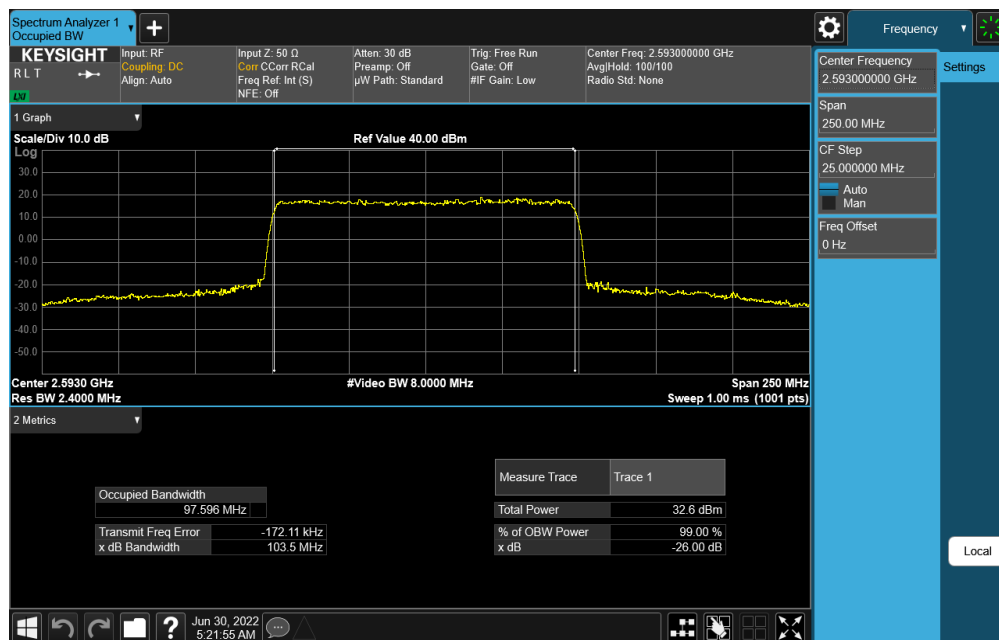 Spectrum Analyzer 1
Occupied BW
Frequency
KEYSIGHT
R L T
LXI
Input: RF
Coupling: DC
Align: Auto
Input Z: 50 Ω
Corr CCorr RCal
Freq Ref: Int (S)
NFE: Off
Atten: 30 dB
Preamp: Off
µW Path: Standard
Trig: Free Run
Gate: Off
#IF Gain: Low
Center Freq: 2.593000000 GHz
Avg|Hold: 100/100
Radio Std: None
Center Frequency
2.593000000 GHz
Settings
Span
250.00 MHz
CF Step
25.000000 MHz
Auto
Man
Freq Offset
0 Hz
1 Graph
Scale/Div 10.0 dB
Ref Value 40.00 dBm
Log
30.0
20.0
10.0
0.00
-10.0
-20.0
-30.0
-40.0
-50.0
Center 2.5930 GHz
#Video BW 8.0000 MHz
Span 250 MHz
Res BW 2.4000 MHz
Sweep 1.00 ms (1001 pts)
2 Metrics
Occupied Bandwidth
97.596 MHz
Transmit Freq Error -172.11 kHz
x dB Bandwidth 103.5 MHz
Measure Trace Trace 1
Total Power 32.6 dBm
% of OBW Power 99.00 %
x dB -26.00 dB
Local
Jun 30, 2022
5:21:55 AM